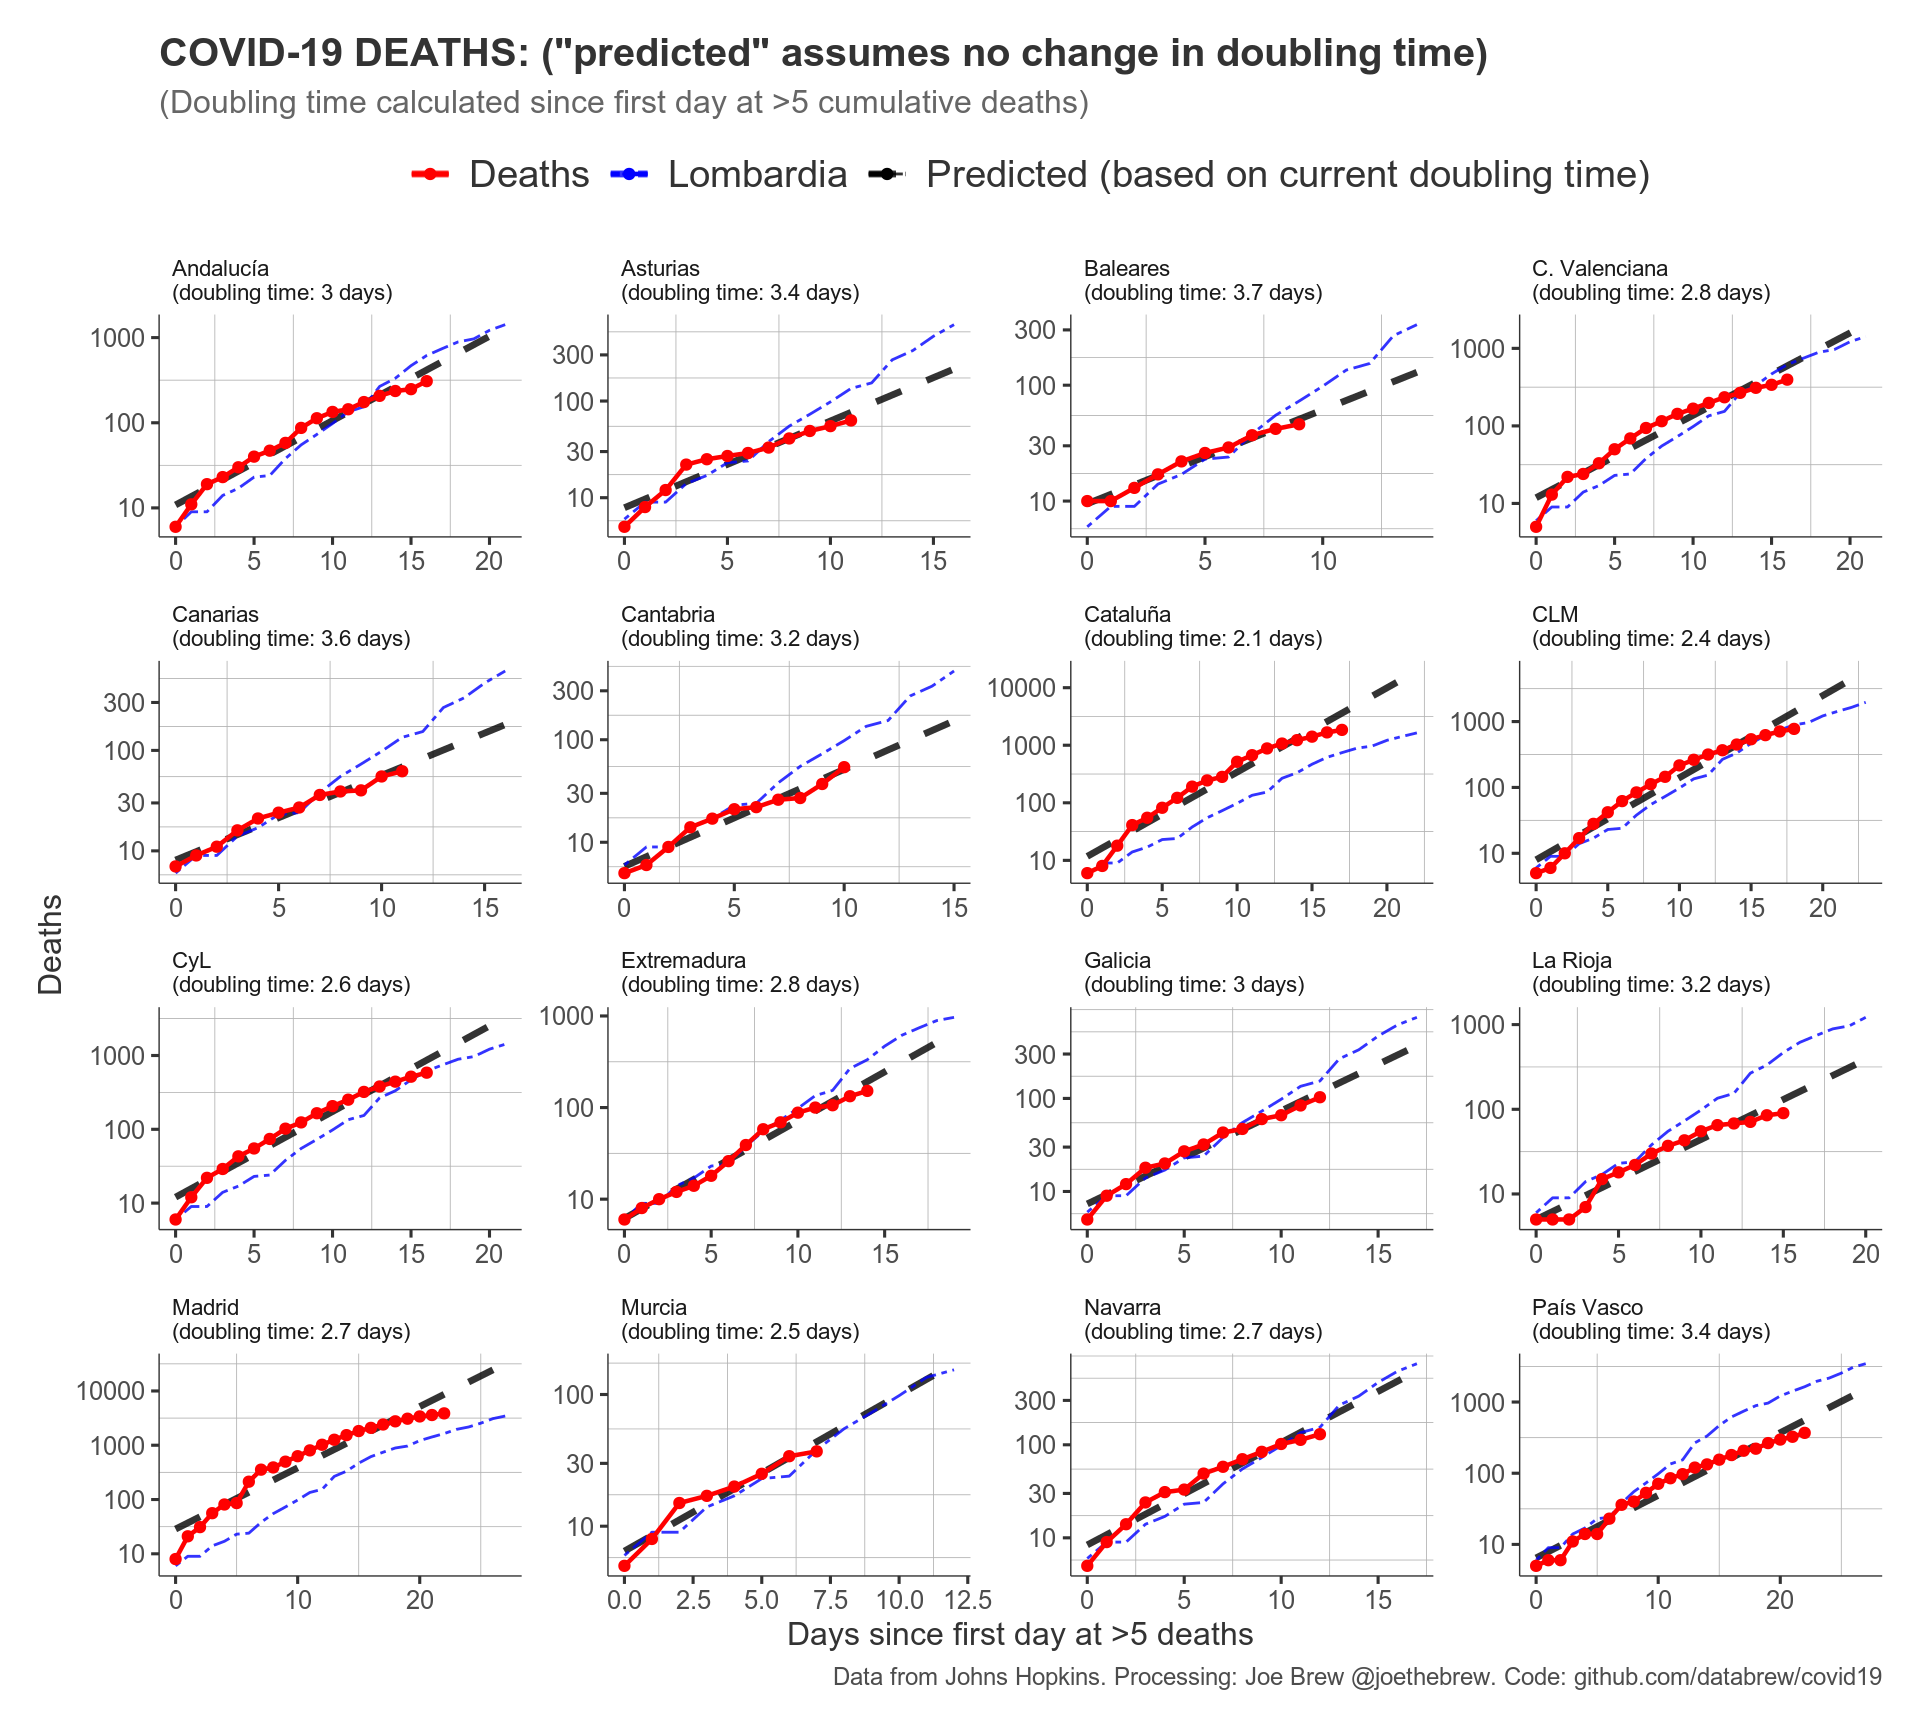 COVID-19 DEATHS: ("predicted" assumes no change in doubling time)
(Doubling time calculated since first day at >5 cumulative deaths)
Deaths Lombardia Predicted (based on current doubling time)
Andalucía
(doubling time: 3 days)
1000
100
10
0 5 10 15 20
Asturias
(doubling time: 3.4 days)
300
100
30
10
0 5 10 15
Baleares
(doubling time: 3.7 days)
300
100
30
10
0 5 10
C. Valenciana
(doubling time: 2.8 days)
1000
100
10
0 5 10 15 20
Canarias
(doubling time: 3.6 days)
300
100
30
10
0 5 10 15
Cantabria
(doubling time: 3.2 days)
300
100
30
10
0 5 10 15
Cataluña
(doubling time: 2.1 days)
10000
1000
100
10
0 5 10 15 20
CLM
(doubling time: 2.4 days)
1000
100
10
0 5 10 15 20
CyL
(doubling time: 2.6 days)
1000
100
10
0 5 10 15 20
Extremadura
(doubling time: 2.8 days)
1000
100
10
0 5 10 15
Galicia
(doubling time: 3 days)
300
100
30
10
0 5 10 15
La Rioja
(doubling time: 3.2 days)
1000
100
10
0 5 10 15 20
Madrid
(doubling time: 2.7 days)
10000
1000
100
10
0 10 20
Murcia
(doubling time: 2.5 days)
100
30
10
0.0 2.5 5.0 7.5 10.0 12.5
Navarra
(doubling time: 2.7 days)
300
100
30
10
0 5 10 15
País Vasco
(doubling time: 3.4 days)
1000
100
10
0 10 20
Deaths
Days since first day at >5 deaths
Data from Johns Hopkins. Processing: Joe Brew @joethebrew. Code: github.com/databrew/covid19